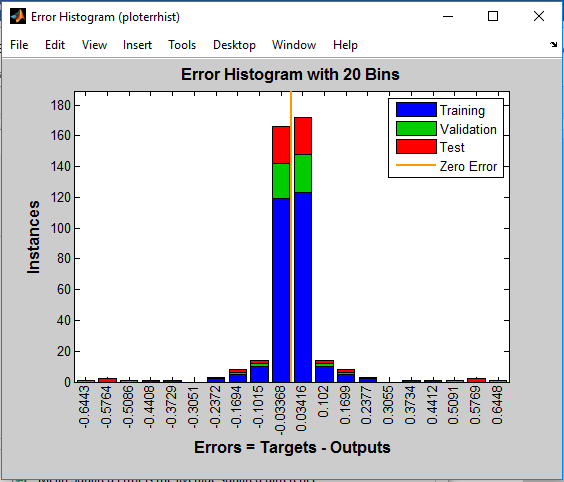 Error Histogram (ploterrhist)
File Edit View Insert Tools Desktop Window Help
Error Histogram with 20 Bins
Training
Validation
Test
Zero Error
Instances
180
160
140
120
100
80
60
40
20
0
-0.6443 -0.5764 -0.5086 -0.4408 -0.3729 -0.3051 -0.2372 -0.1694 -0.1015 -0.03368 0.03416 0.102 0.1699 0.2377 0.3055 0.3734 0.4412 0.5091 0.5769 0.6448
Errors = Targets - Outputs